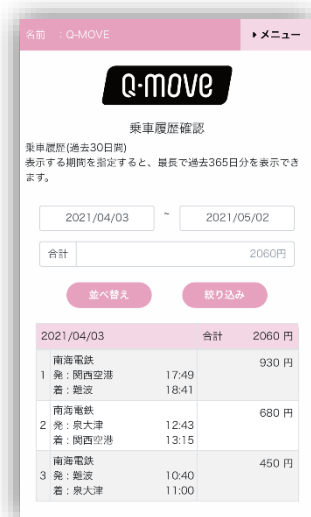 名前 ：Q-MOVE
メニュー
Q-move
乗車履歴確認
乗車履歴(過去30日間)
表示する期間を指定すると、最長で過去365日分を表示でき
ます。
2021/04/03 ~ 2021/05/02
合計 2060円
並べ替え 絞り込み
2021/04/03 合計 2060 円
南海電鉄 930 円
1 発：関西空港 17:49
着：難波 18:41
南海電鉄 680 円
2 発：泉大津 12:43
着：関西空港 13:15
南海電鉄 450 円
3 発：難波 10:40
着：泉大津 11:00